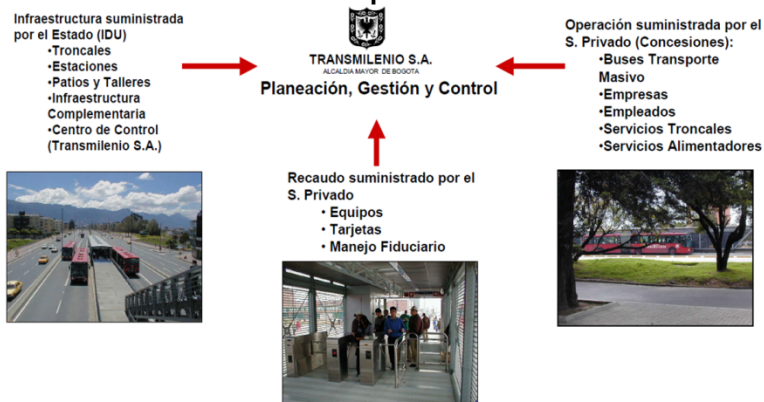 Infraestructura suministrada
por el Estado (IDU)
•Troncales
•Estaciones
•Patios y Talleres
•Infraestructura
Complementaria
•Centro de Control
(Transmilenio S.A.)
TRANSMILENIO S.A.
ALCALDIA MAYOR DE BOGOTA
Planeación, Gestión y Control
Operación suministrada por el
S. Privado (Concesiones):
•Buses Transporte
Masivo
•Empresas
•Empleados
•Servicios Troncales
•Servicios Alimentadores
Recaudo suministrado por el
S. Privado
• Equipos
• Tarjetas
• Manejo Fiduciario